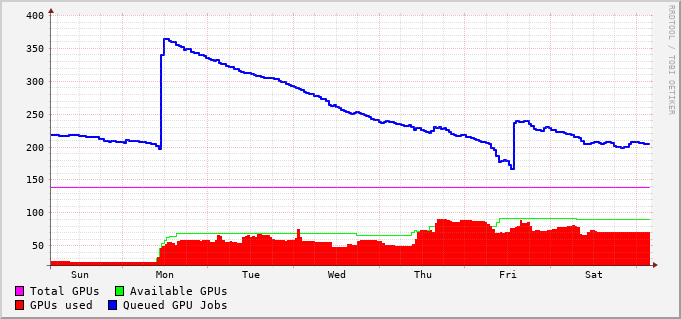 400
350
300
250
200
150
100
50
Sun Mon Tue Wed Thu Fri Sat
Total GPUs Available GPUs
GPUs used Queued GPU Jobs
RRDTOOL / TOBI OETIKER